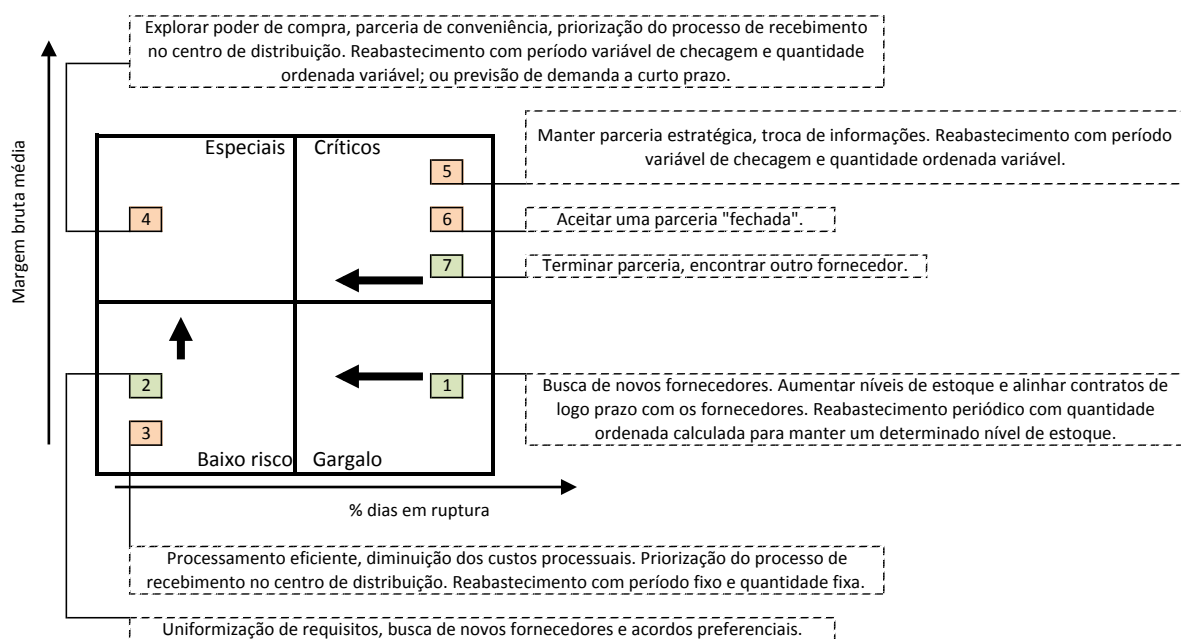 Explorar poder de compra, parceria de conveniência, priorização do processo de recebimento
no centro de distribuição. Reabastecimento com período variável de checagem e quantidade
ordenada variável; ou previsão de demanda a curto prazo.
Margem bruta média
Especiais
Críticos
Manter parceria estratégica, troca de informações. Reabastecimento com período
variável de checagem e quantidade ordenada variável.
5
4
6
Aceitar uma parceria "fechada".
7
Terminar parceria, encontrar outro fornecedor.
2
1
Busca de novos fornecedores. Aumentar níveis de estoque e alinhar contratos de
logo prazo com os fornecedores. Reabastecimento periódico com quantidade
ordenada calculada para manter um determinado nível de estoque.
3
Baixo risco
Gargalo
% dias em ruptura
Processamento eficiente, diminuição dos custos processuais. Priorização do processo de
recebimento no centro de distribuição. Reabastecimento com período fixo e quantidade fixa.
Uniformização de requisitos, busca de novos fornecedores e acordos preferenciais.